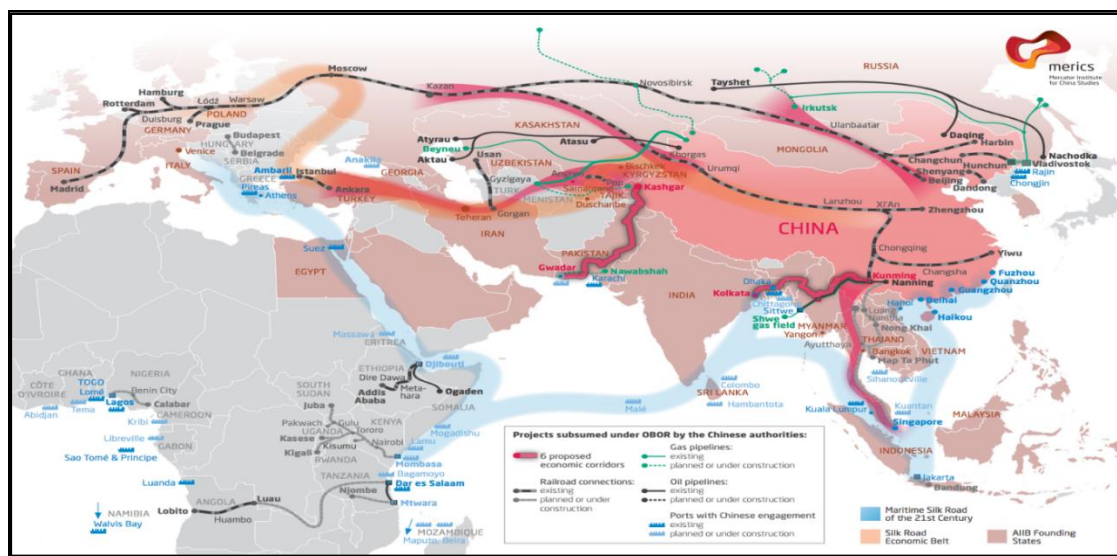 merics
Mercator Institute
for China Studies
RUSSIA
Moscow
Kazan
Novosibirsk
Tayshet
Irkutsk
Ulanbaatar
Hamburg
Rotterdam
Łódź
Warsaw
POLAND
Duisburg
GERMANY
Prague
Budapest
HUNGARY
Belgrade
SERBIA
Venice
ITALY
SPAIN
Madrid
GREECE
Pireas
Athens
Ambarli
Istanbul
Ankara
TURKEY
Anaklia
GEORGIA
KASAKHSTAN
Atyrau
Beyneu
Aktau
Atasu
Khorgas
Usan
UZBEKISTAN
Gyzigaya
Bischkek
KYRGYZSTAN
Duschanbe
Kashgar
Urumqi
MONGOLIA
Daqing
Harbin
Changchun
Hunchun
Shenyang
Beijing
Dandong
Nachodka
Vladivostok
Rajin
Chongjin
Teheran
Gorgan
IRAN
Lanzhou
Xi'An
Zhengzhou
CHINA
Chongqing
Yiwu
Changsha
Fuzhou
Quanzhou
Guangzhou
Kunming
Nanning
Beihai
Haikou
Hanoi
PAKISTAN
Gwadar
Karachi
Nawabshah
INDIA
Dhaka
Kolkata
Chittagong
Sittwe
Shwe
gas field
MYANMAR
Yangon
Luang
Nong Khai
THAILAND
Ayutthaya
Bangkok
Map Ta Phut
VIETNAM
Sihanoukville
SRI LANKA
Colombo
Hambantota
Malé
Kuala Lumpur
Kuantan
Singapore
MALAYSIA
INDONESIA
Jakarta
Bandung
Suez
EGYPT
Massawa
ERITREA
Djibouti
ETHIOPIA
Dire Dawa
Addis
Ababa
Meta-
hara
Ogaden
SOMALIA
Mogadishu
SOUTH
SUDAN
Juba
Pakwach
Gulu
Tororo
UGANDA
KENYA
Kasese
Kisumu
Nairobi
Lamu
Kigali
RWANDA
Mombasa
Bagamoyo
TANZANIA
Dar es Salaam
Njombe
Mtwara
GHANA
CÔTE
D'IVOIRE
TOGO
Lomé
NIGERIA
Benin City
Lagos
Calabar
Abidjan
Tema
CAMEROON
Kribi
Libreville
GABON
Sao Tomé & Principe
Luanda
ANGOLA
Luau
Lobito
Huambo
NAMIBIA
Walvis Bay
MOZAMBIQUE
Maputo, Beira
Projects subsumed under OBOR by the Chinese authorities:
6 proposed
economic corridors
Railroad connections:
existing
planned or under
construction
Gas pipelines:
existing
planned or under construction
Oil pipelines:
existing
planned or under construction
Ports with Chinese engagement
existing
planned or under construction
Maritime Silk Road
of the 21st Century
Silk Road
Economic Belt
AIIB Founding
States